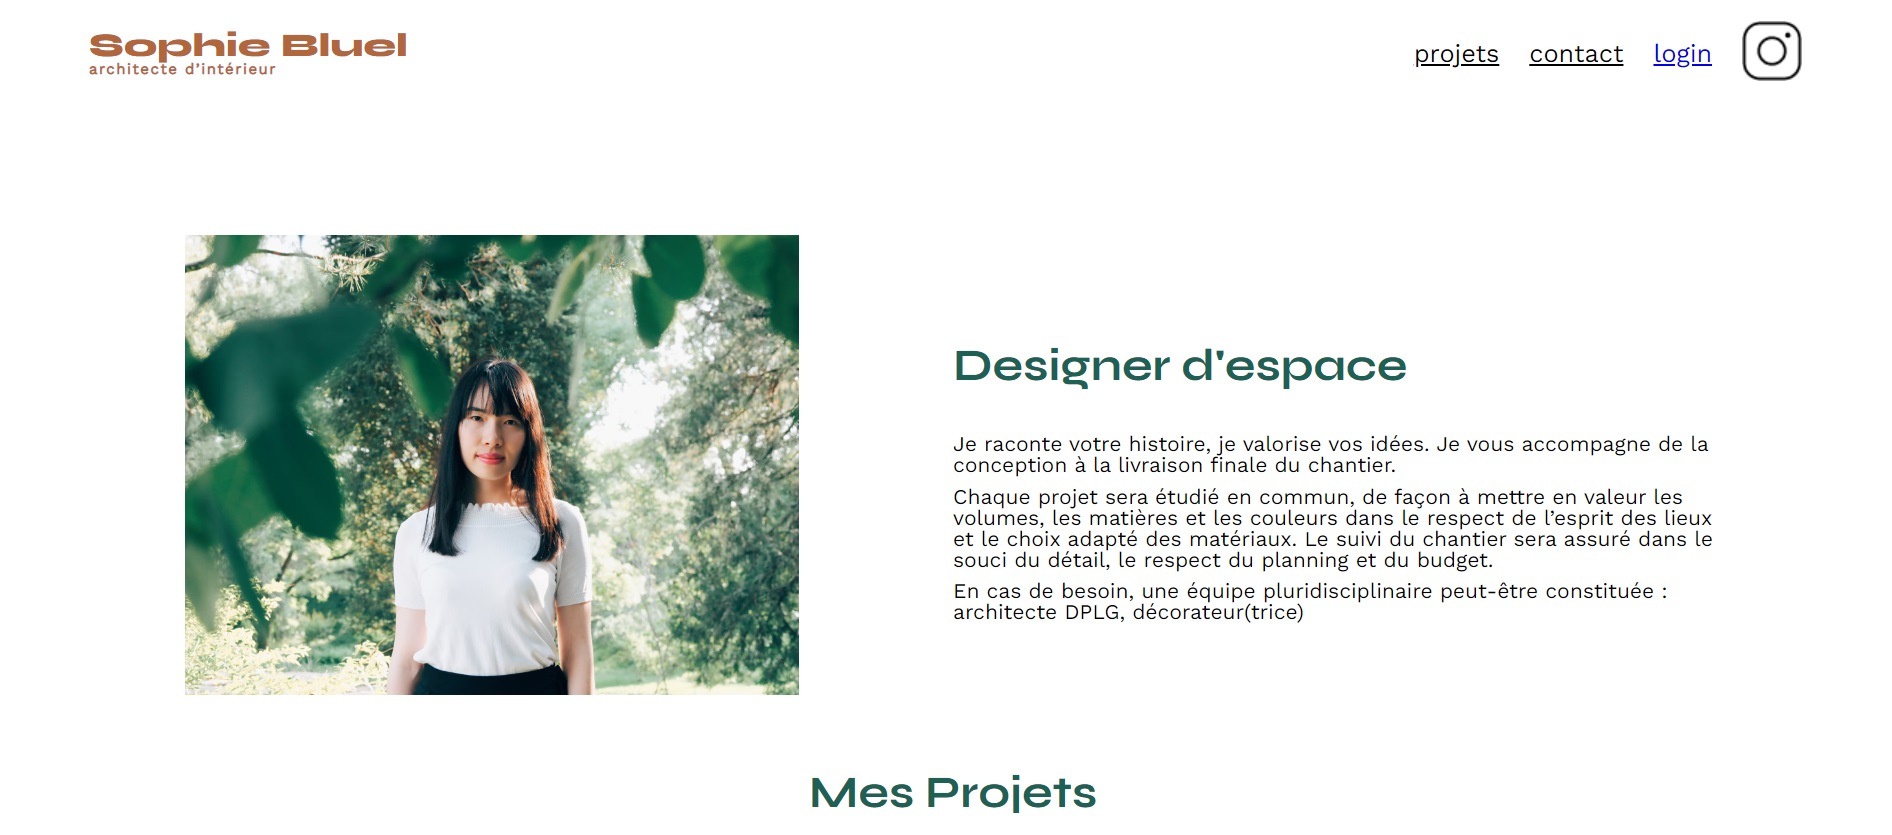 Sophie Bluel
architecte d'intérieur
projets contact login
Designer d'espace
Je raconte votre histoire, je valorise vos idées. Je vous accompagne de la
conception à la livraison finale du chantier.
Chaque projet sera étudié en commun, de façon à mettre en valeur les
volumes, les matières et les couleurs dans le respect de l’esprit des lieux
et le choix adapté des matériaux. Le suivi du chantier sera assuré dans le
souci du détail, le respect du planning et du budget.
En cas de besoin, une équipe pluridisciplinaire peut-être constituée :
architecte DPLG, décorateur(trice)
Mes Projets